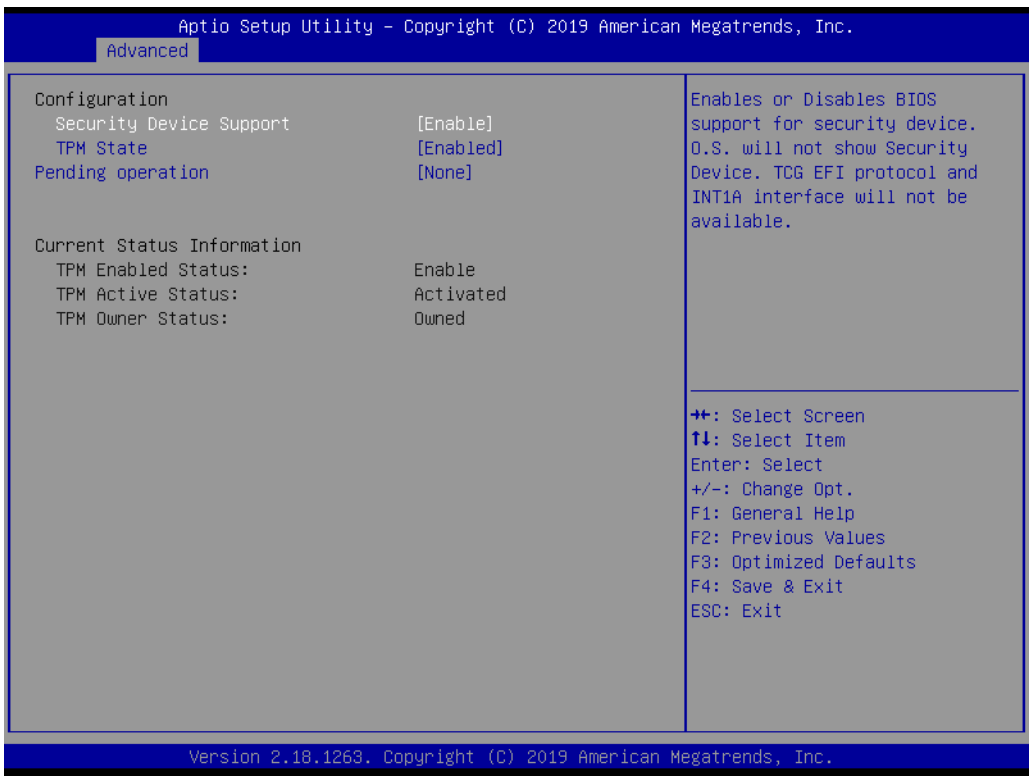 Aptio Setup Utility – Copyright (C) 2019 American Megatrends, Inc.
Advanced
Configuration
Security Device Support [Enable]
TPM State [Enabled]
Pending operation [None]
Current Status Information
TPM Enabled Status: Enable
TPM Active Status: Activated
TPM Owner Status: Owned
Enables or Disables BIOS
support for security device.
O.S. will not show Security
Device. TCG EFI protocol and
INT1A interface will not be
available.
→←: Select Screen
↑↓: Select Item
Enter: Select
+/-: Change Opt.
F1: General Help
F2: Previous Values
F3: Optimized Defaults
F4: Save & Exit
ESC: Exit
Version 2.18.1263. Copyright (C) 2019 American Megatrends, Inc.